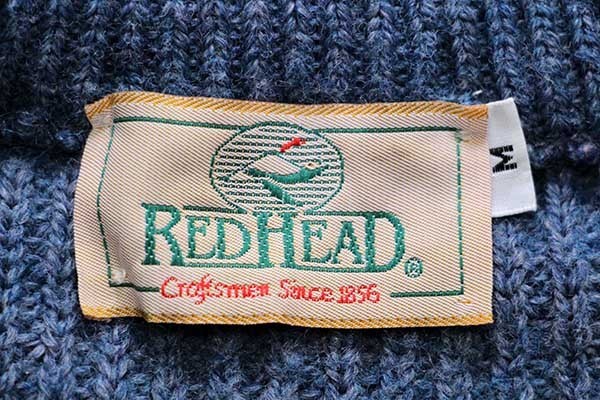 REDHEAD®
Craftsmen Since 1856
M